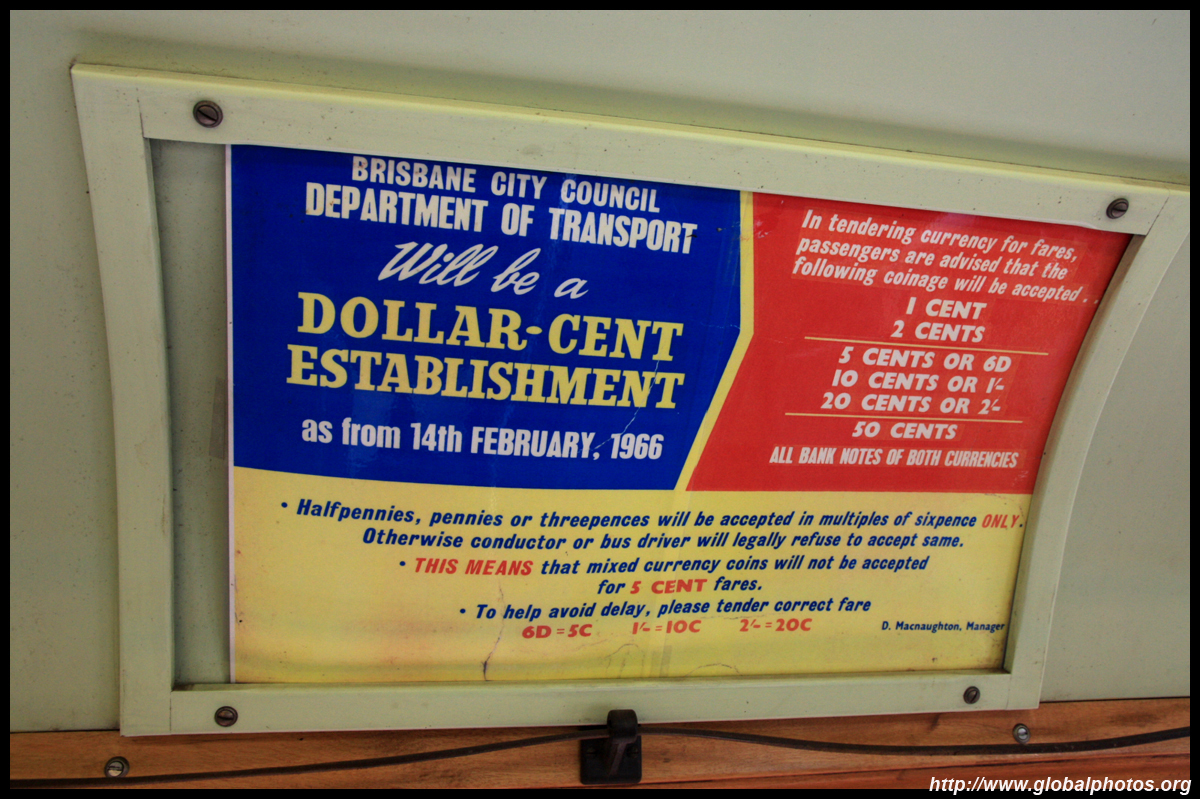 BRISBANE CITY COUNCIL
DEPARTMENT OF TRANSPORT
Will be a
DOLLAR-CENT
ESTABLISHMENT
as from 14th FEBRUARY, 1966
In tendering currency for fares,
passengers are advised that the
following coinage will be accepted.
1 CENT
2 CENTS
5 CENTS OR 6D
10 CENTS OR 1/-
20 CENTS OR 2/-
50 CENTS
ALL BANK NOTES OF BOTH CURRENCIES
• Halfpennies, pennies or threepences will be accepted in multiples of sixpence ONLY.
Otherwise conductor or bus driver will legally refuse to accept same.
• THIS MEANS that mixed currency coins will not be accepted
for 5 CENT fares.
• To help avoid delay, please tender correct fare
6D = 5C 1/- = 10C 2/- = 20C
D. Macnaughton, Manager
http://www.globalphotos.org